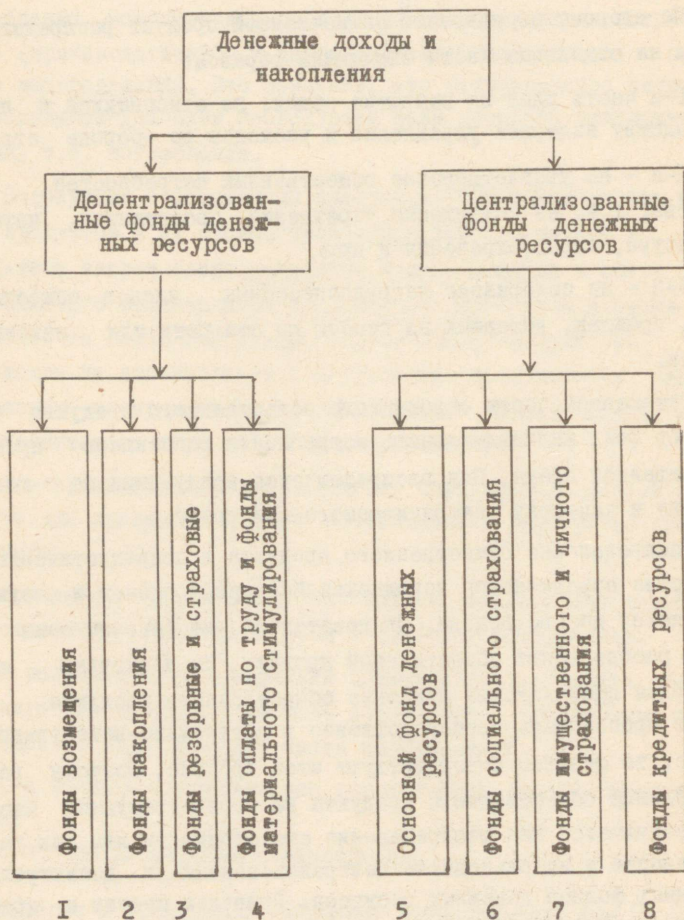 Денежные доходы и
накопления
Децентрализован-
ные фонды денеж-
ных ресурсов
Централизованные
фонды денежных
ресурсов
Фонды возмещения
Фонды накопления
Фонды резервные и страховые
Фонды оплаты по труду и фонды
материального стимулирования
Основной фонд денежных
ресурсов
Фонды социального страхования
Фонды имущественного и личного
страхования
Фонды кредитных ресурсов
I 2 3 4 5 6 7 8